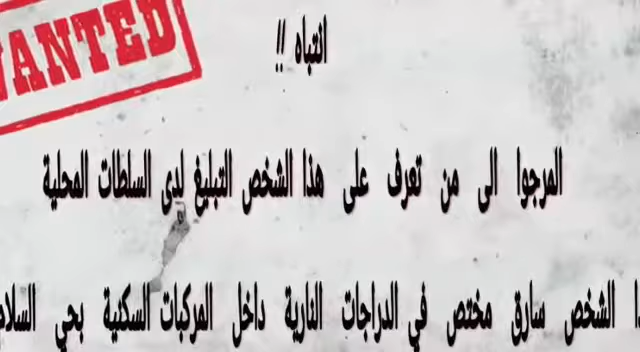 WANTED
انتباه !!
المرجوا الى من تعرف على هذا الشخص التبليغ لدى السلطات المحلية
الشخص سارق مختص في الدراجات النارية داخل المركبات السكنية بحي